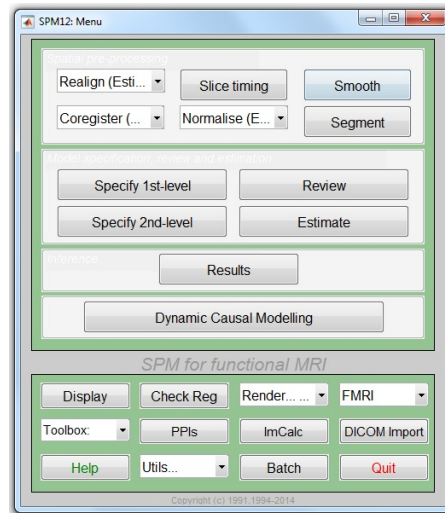 SPM12: Menu
Spatial pre-processing
Realign (Esti...
Slice timing
Smooth
Coregister (...
Normalise (E...
Segment
Model specification, review and estimation
Specify 1st-level
Review
Specify 2nd-level
Estimate
Inference
Results
Dynamic Causal Modelling
SPM for functional MRI
Display
Check Reg
Render... ...
FMRI
Toolbox:
PPIs
ImCalc
DICOM Import
Help
Utils...
Batch
Quit
Copyright (c) 1991,1994-2014